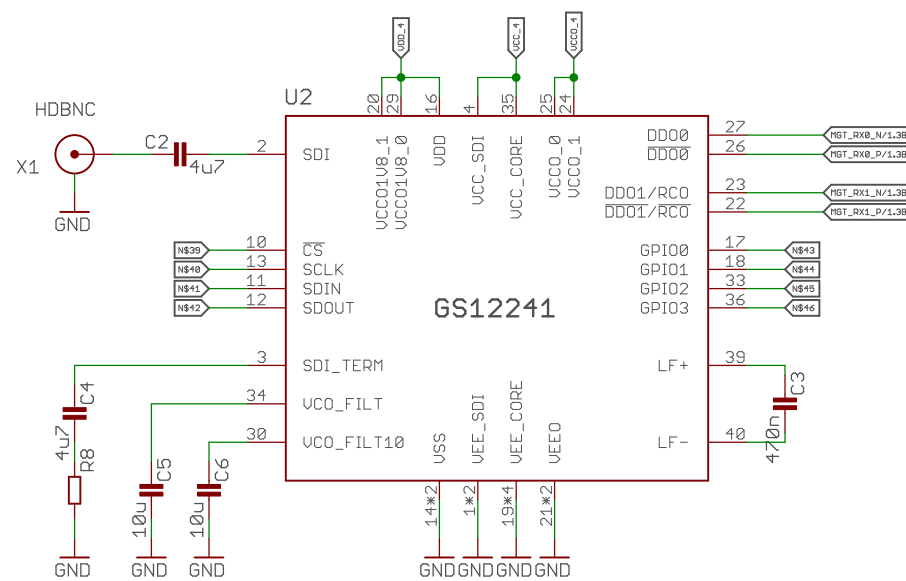 VDD_4
VCC_4
VCCO_4
HDBNC
U2
20
29
16
4
35
25
24
X1
C2
4u7
2
SDI
VCCO1V8_1
VCCO1V8_0
VDD
VCC_SDI
VCC_CORE
VCCO_0
VCCO_1
DDO0
27
MGT_RX0_N/1.3B
DDO0
26
MGT_RX0_P/1.3B
DDO1/RCO
23
MGT_RX1_N/1.3B
DDO1/RCO
22
MGT_RX1_P/1.3B
GND
N$39
10
CS
GPIO0
17
N$43
N$40
13
SCLK
GPIO1
18
N$44
N$41
11
SDIN
GPIO2
33
N$45
N$42
12
SDOUT
GPIO3
36
N$46
GS12241
3
SDI_TERM
LF+
39
C4
4u7
34
VCO_FILT
C3
470n
30
VCO_FILT10
LF-
40
VSS
VEE_SDI
VEE_CORE
VEEO
R8
C5
10u
C6
10u
14*2
1*2
19*4
21*2
GND
GND
GND
GND
GND
GND
GND